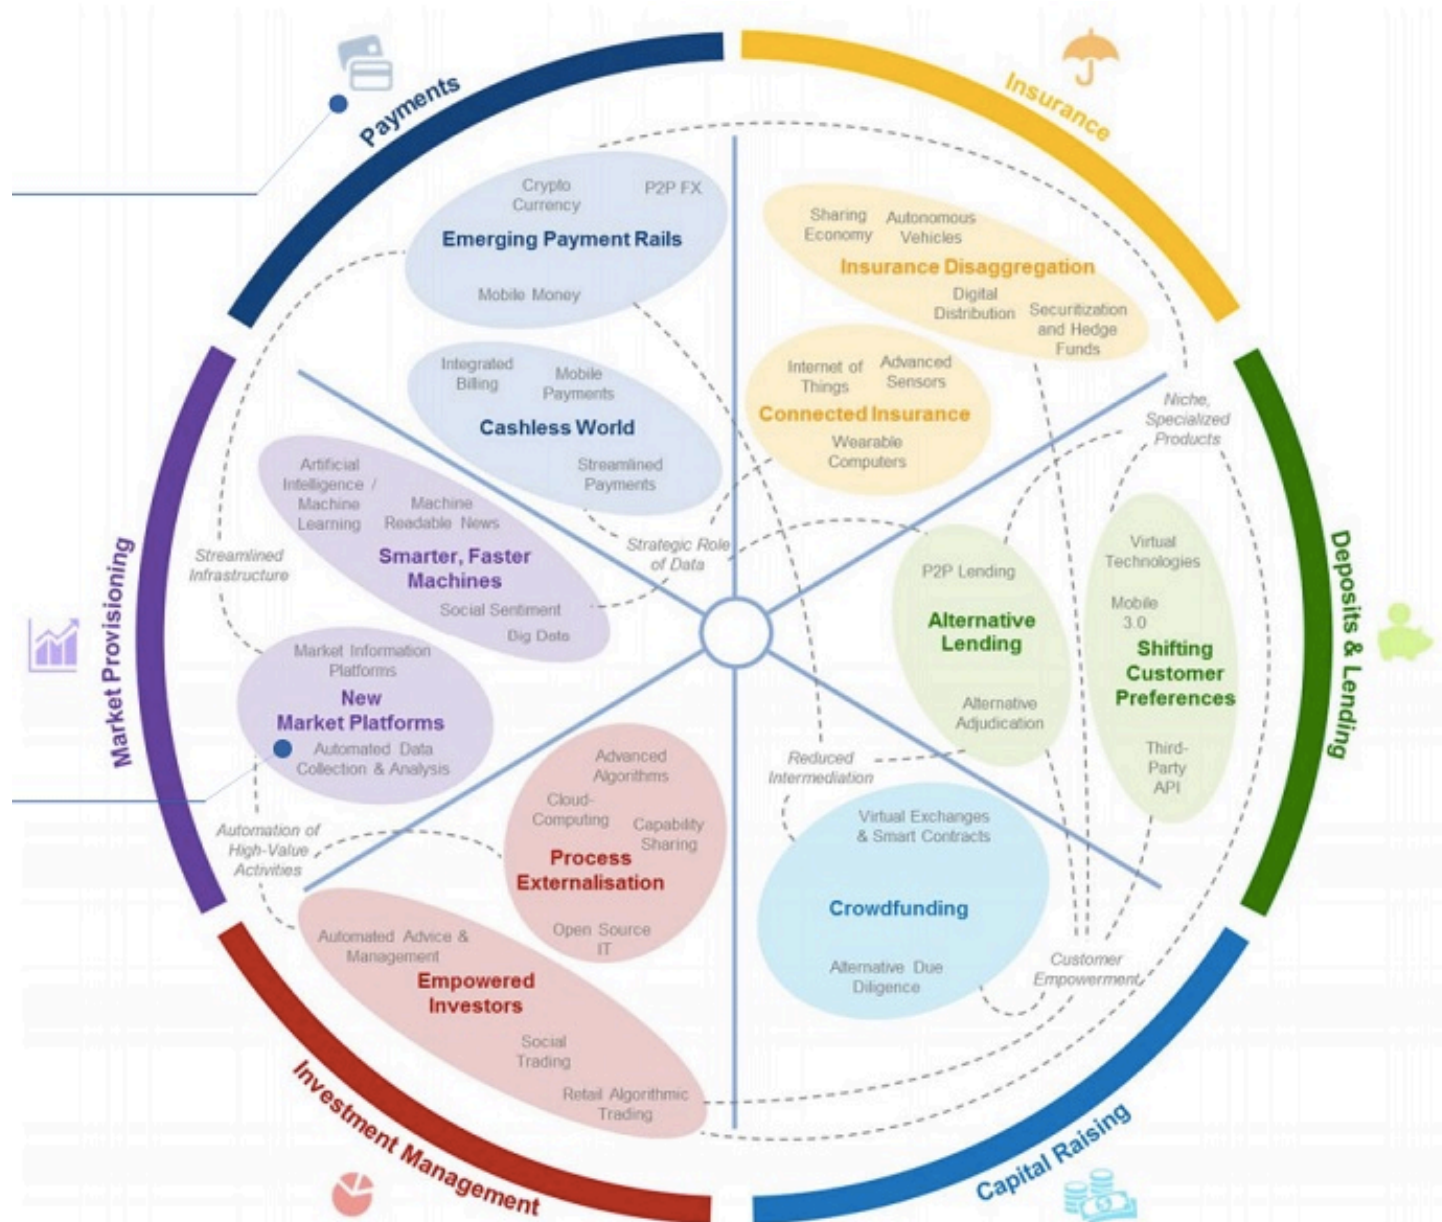 Payments
Insurance
Crypto
Currency
P2P FX
Emerging Payment Rails
Mobile Money
Integrated
Billing
Mobile
Payments
Cashless World
Streamlined
Payments
Sharing
Economy
Autonomous
Vehicles
Insurance Disaggregation
Digital
Distribution
Securitization
and Hedge
Funds
Internet of
Things
Advanced
Sensors
Connected Insurance
Wearable
Computers
Niche,
Specialized
Products
Artificial
Intelligence /
Machine
Learning
Machine
Readable News
Smarter, Faster
Machines
Social Sentiment
Big Data
Streamlined
Infrastructure
Strategic Role
of Data
Market Provisioning
Market Information
Platforms
New
Market Platforms
Automated Data
Collection & Analysis
P2P Lending
Alternative
Lending
Alternative
Adjudication
Virtual
Technologies
Mobile
3.0
Shifting
Customer
Preferences
Third-
Party
API
Deposits & Lending
Automation of
High-Value
Activities
Advanced
Algorithms
Cloud-
Computing
Capability
Sharing
Process
Externalisation
Open Source
IT
Reduced
Intermediation
Virtual Exchanges
& Smart Contracts
Crowdfunding
Alternative Due
Diligence
Customer
Empowerment
Automated Advice &
Management
Empowered
Investors
Social
Trading
Retail Algorithmic
Trading
Investment Management
Capital Raising